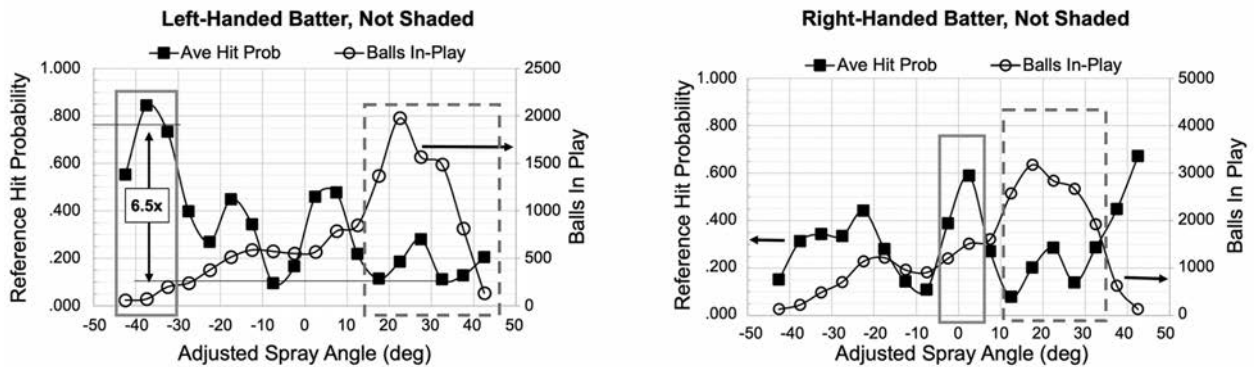 Left-Handed Batter, Not Shaded
Ave Hit Prob
Balls In-Play
Reference Hit Probability
1.000
.800
.600
.400
.200
.000
6.5x
2500
2000
1500
1000
500
0
Balls In Play
-50 -40 -30 -20 -10 0 10 20 30 40 50
Adjusted Spray Angle (deg)
Right-Handed Batter, Not Shaded
Ave Hit Prob
Balls In-Play
Reference Hit Probability
1.000
.800
.600
.400
.200
.000
5000
4000
3000
2000
1000
0
Balls In Play
-50 -40 -30 -20 -10 0 10 20 30 40 50
Adjusted Spray Angle (deg)